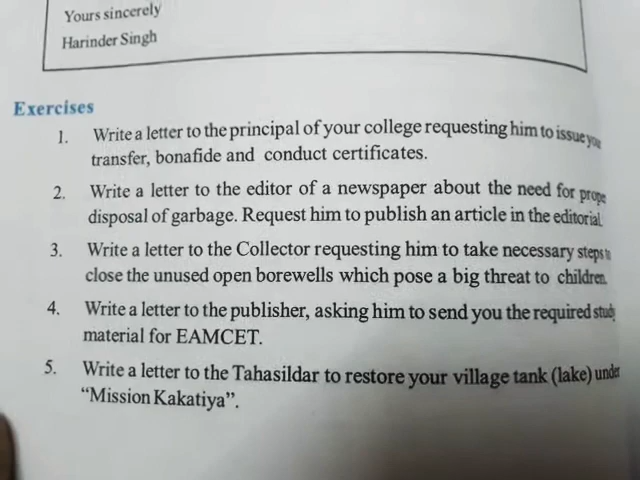 Yours sincerely
Harinder Singh
Exercises
1. Write a letter to the principal of your college requesting him to issue you
transfer, bonafide and conduct certificates.
2. Write a letter to the editor of a newspaper about the need for prope
disposal of garbage. Request him to publish an article in the editorial.
3. Write a letter to the Collector requesting him to take necessary steps to
close the unused open borewells which pose a big threat to children.
4. Write a letter to the publisher, asking him to send you the required study
material for EAMCET.
5. Write a letter to the Tahasildar to restore your village tank (lake) under
“Mission Kakatiya”.